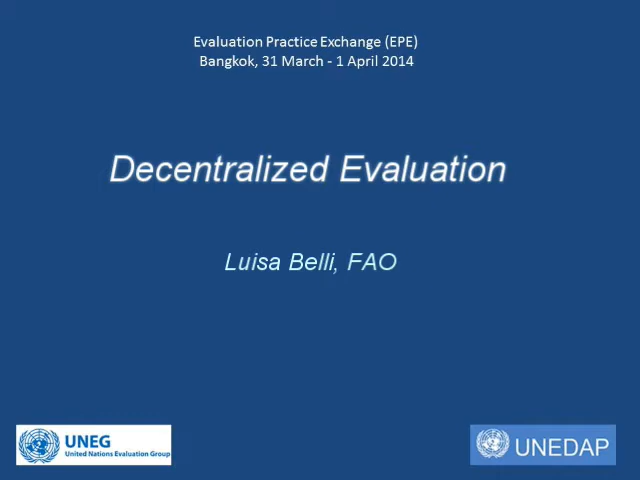 Evaluation Practice Exchange (EPE)
Bangkok, 31 March - 1 April 2014
Decentralized Evaluation
Luisa Belli, FAO
UNEG
United Nations Evaluation Group
UNEDAP